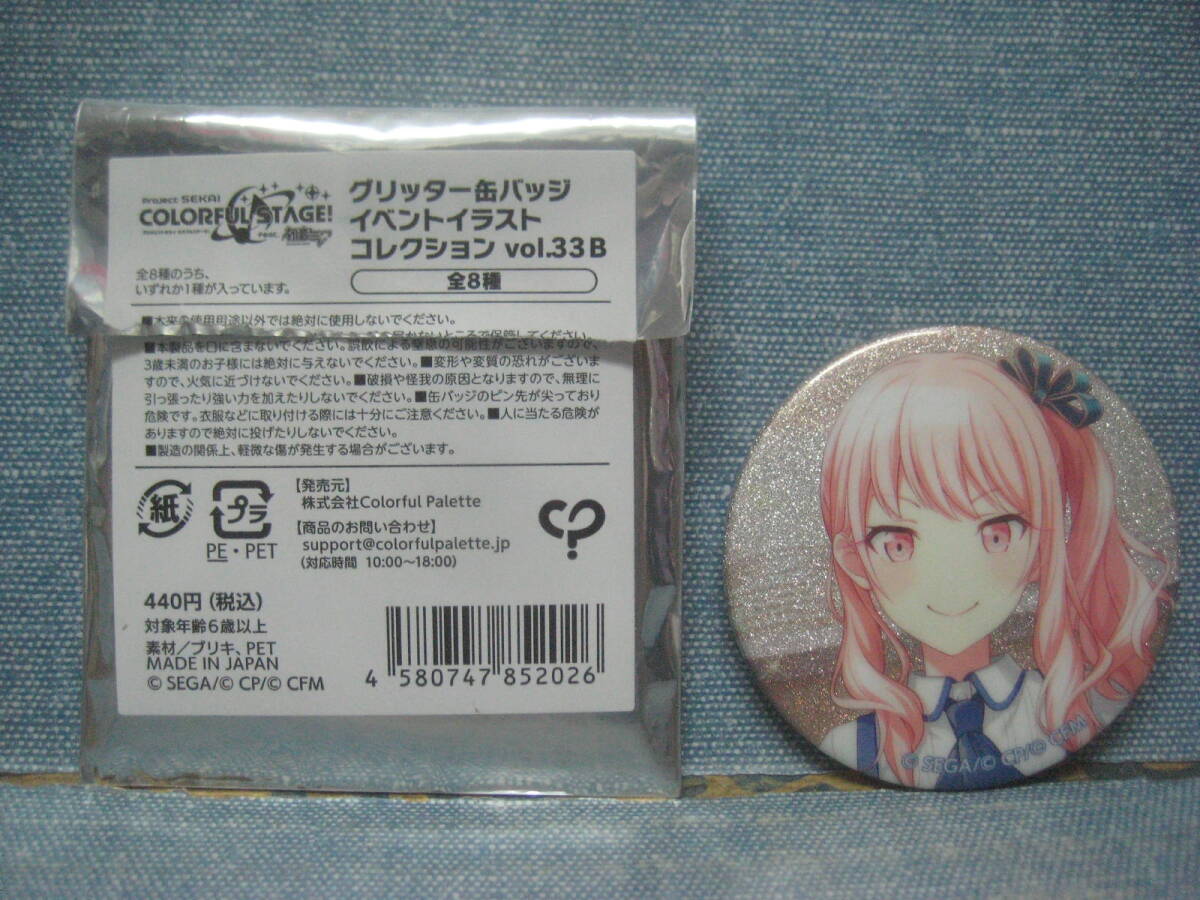 Project SEKAI
COLORFUL STAGE!
feat. 初音ミク
グリッター缶バッジ
イベントイラスト
コレクション vol.33 B
全8種
全8種のうち、
いずれか1種が入っています。
■本来の使用用途以外では絶対に使用しないでください。
届かないところで保管してください。
■本製品を口に含まないでください。誤飲による窒息の可能性がございますので、
3歳未満のお子様には絶対に与えないでください。■変形や変質の恐れがございま
すので、火気に近づけないでください。■破損や怪我の原因となりますので、無理に
引っ張ったり強い力を加えたりしないでください。■缶バッジのピン先が尖っており
危険です。衣服などに取り付ける際には十分にご注意ください。■人に当たる危険が
ありますので絶対に投げたりしないでください。
■製造の関係上、軽微な傷が発生する場合がございます。
紙
プラ
PE・PET
【発売元】
株式会社Colorful Palette
【商品のお問い合わせ】
support@colorfulpalette.jp
(対応時間 10:00~18:00)
440円(税込)
対象年齢6歳以上
素材/ブリキ、PET
MADE IN JAPAN
© SEGA/© CP/© CFM
4 580747 852026
© SEGA/© CP/© CFM